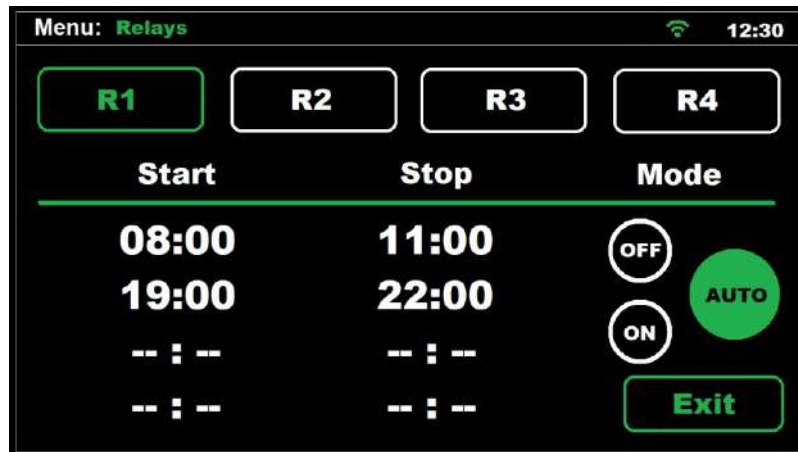 Menu: Relays 12:30
R1 R2 R3 R4
Start Stop Mode
08:00 11:00 OFF
19:00 22:00 AUTO
-- : -- -- : -- ON
-- : -- -- : -- Exit